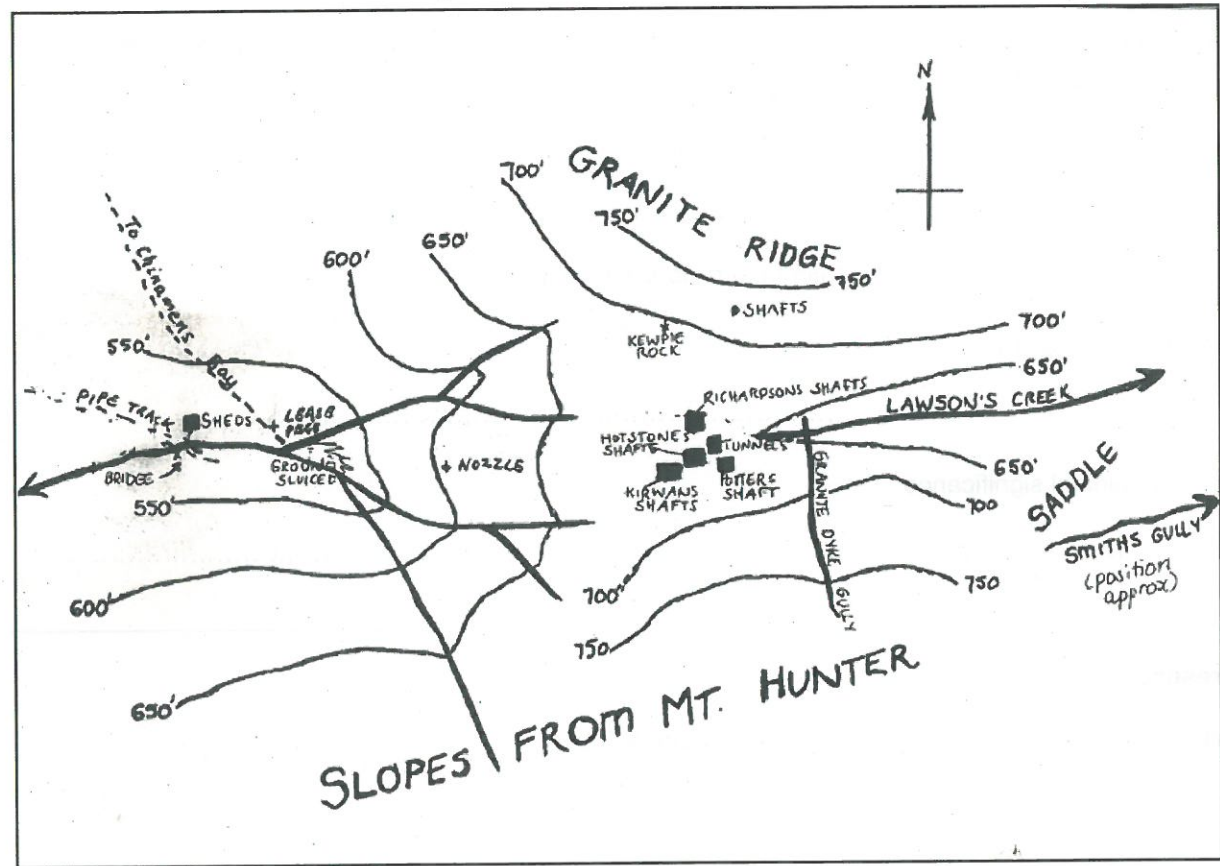 N
700'
GRANITE RIDGE
750'
750'
SHAFTS
650'
600'
To Chinamens Bay
700'
KEWPIE
ROCK
550'
650'
RICHARDSONS SHAFTS
LAWSON'S CREEK
PIPE TRACK
SHEDS
LEASE
PEG
HOTSTONES
SHAFTS
TUNNELS
BRIDGE
GROUND
SLUICED
NOZZLE
KIRWANS
SHAFTS
POTTERS
SHAFT
GRANITE DYKE GULLY
650'
550'
700
SADDLE
SMITHS GULLY
(position
approx)
600'
700'
750
750
650'
SLOPES FROM MT. HUNTER